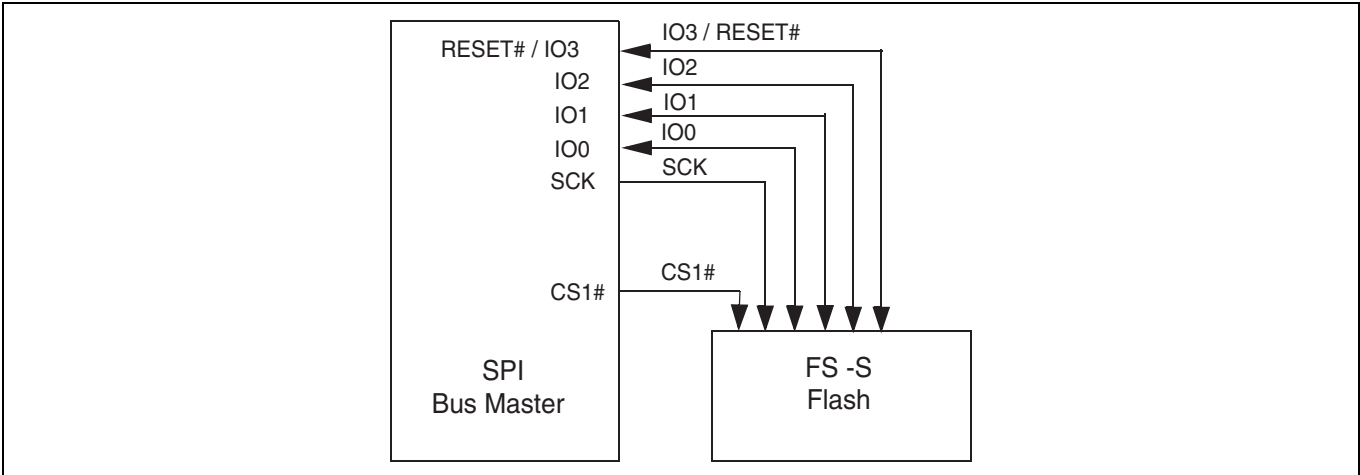 RESET# / IO3
IO3 / RESET#
IO2
IO2
IO1
IO1
IO0
IO0
SCK
SCK
CS1#
CS1#
SPI
Bus Master
FS -S
Flash